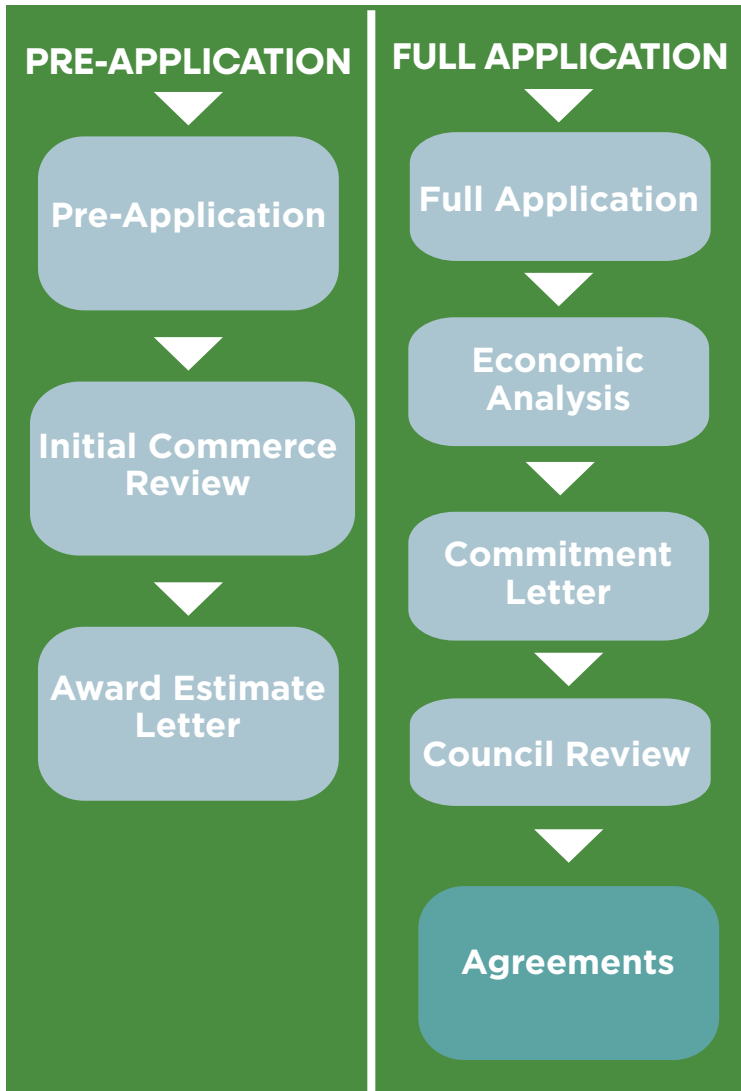 PRE-APPLICATION
Pre-Application
Initial Commerce
Review
Award Estimate
Letter
FULL APPLICATION
Full Application
Economic
Analysis
Commitment
Letter
Council Review
Agreements